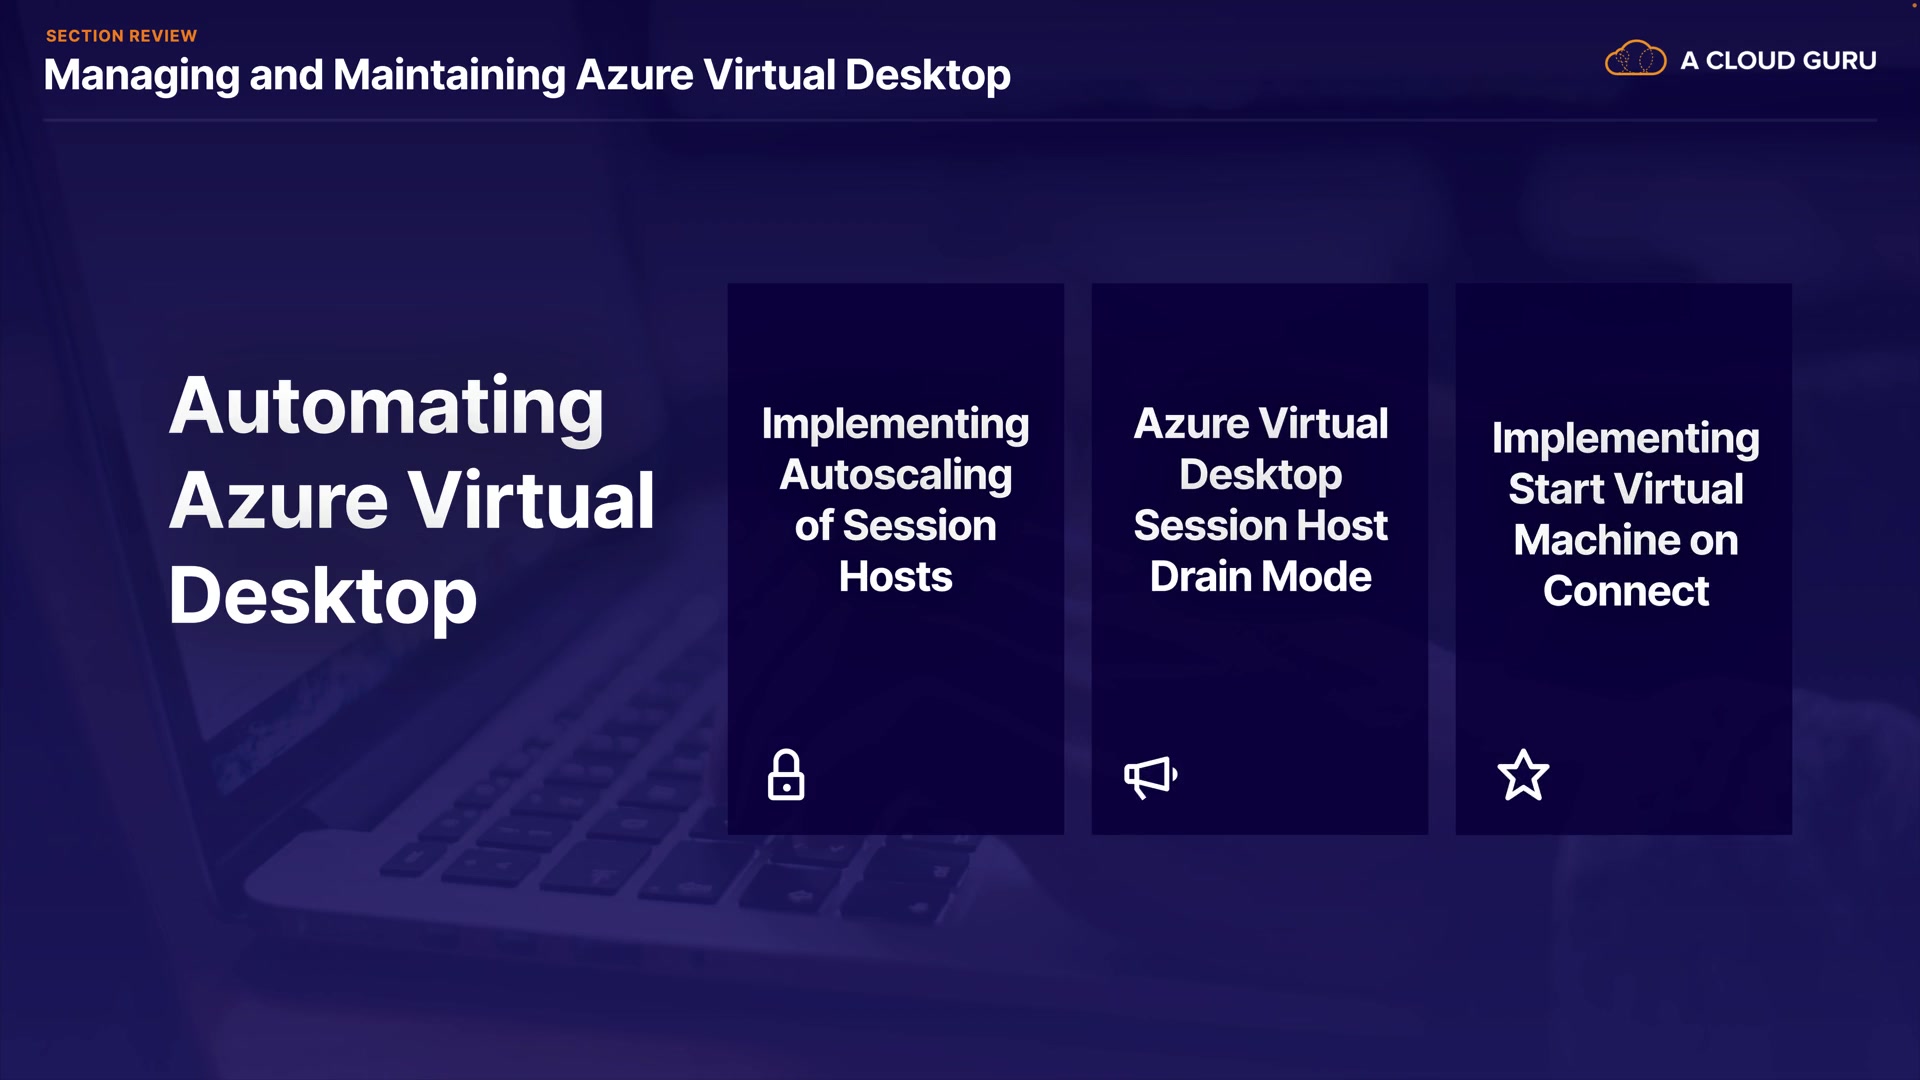 SECTION REVIEW
Managing and Maintaining Azure Virtual Desktop
A CLOUD GURU
Automating
Azure Virtual
Desktop
Implementing
Autoscaling
of Session
Hosts
Azure Virtual
Desktop
Session Host
Drain Mode
Implementing
Start Virtual
Machine on
Connect